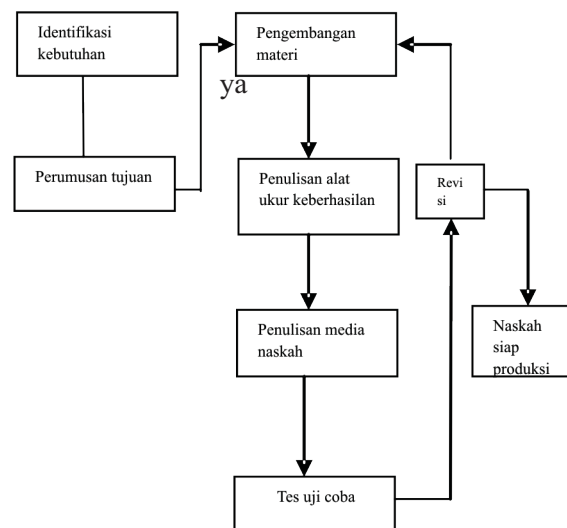 Identifikasi
kebutuhan
Pengembangan
materi
ya
Perumusan tujuan
Penulisan alat
ukur keberhasilan
Revi
si
Penulisan media
naskah
Naskah
siap
produksi
Tes uji coba